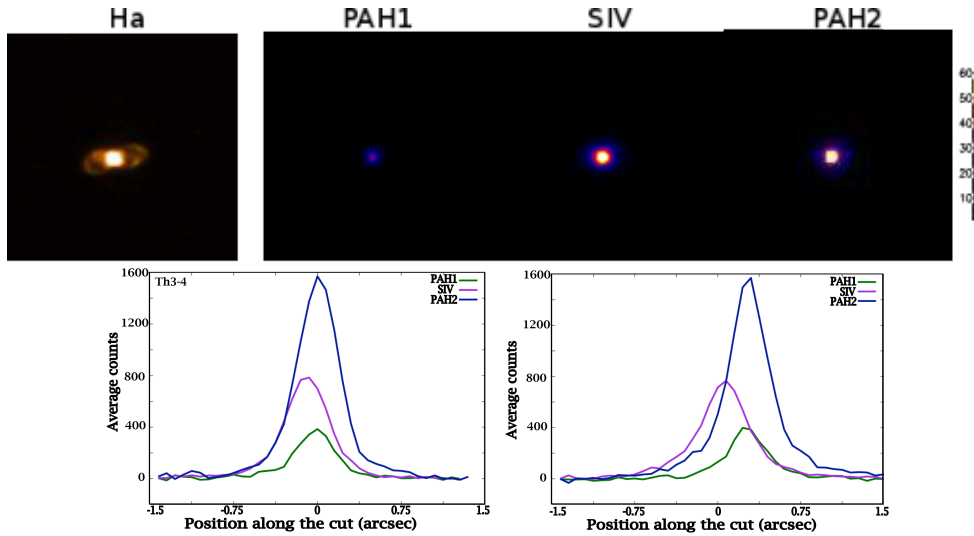 Ha PAH1 SIV PAH2
60
50
40
30
20
10
Th3-4
PAH1
SIV
PAH2
1600
1200
800
400
0
Average counts
-1.5 -0.75 0 0.75 1.5
Position along the cut (arcsec)
PAH1
SIV
PAH2
1600
1200
800
400
0
Average counts
-1.5 -0.75 0 0.75 1.5
Position along the cut (arcsec)